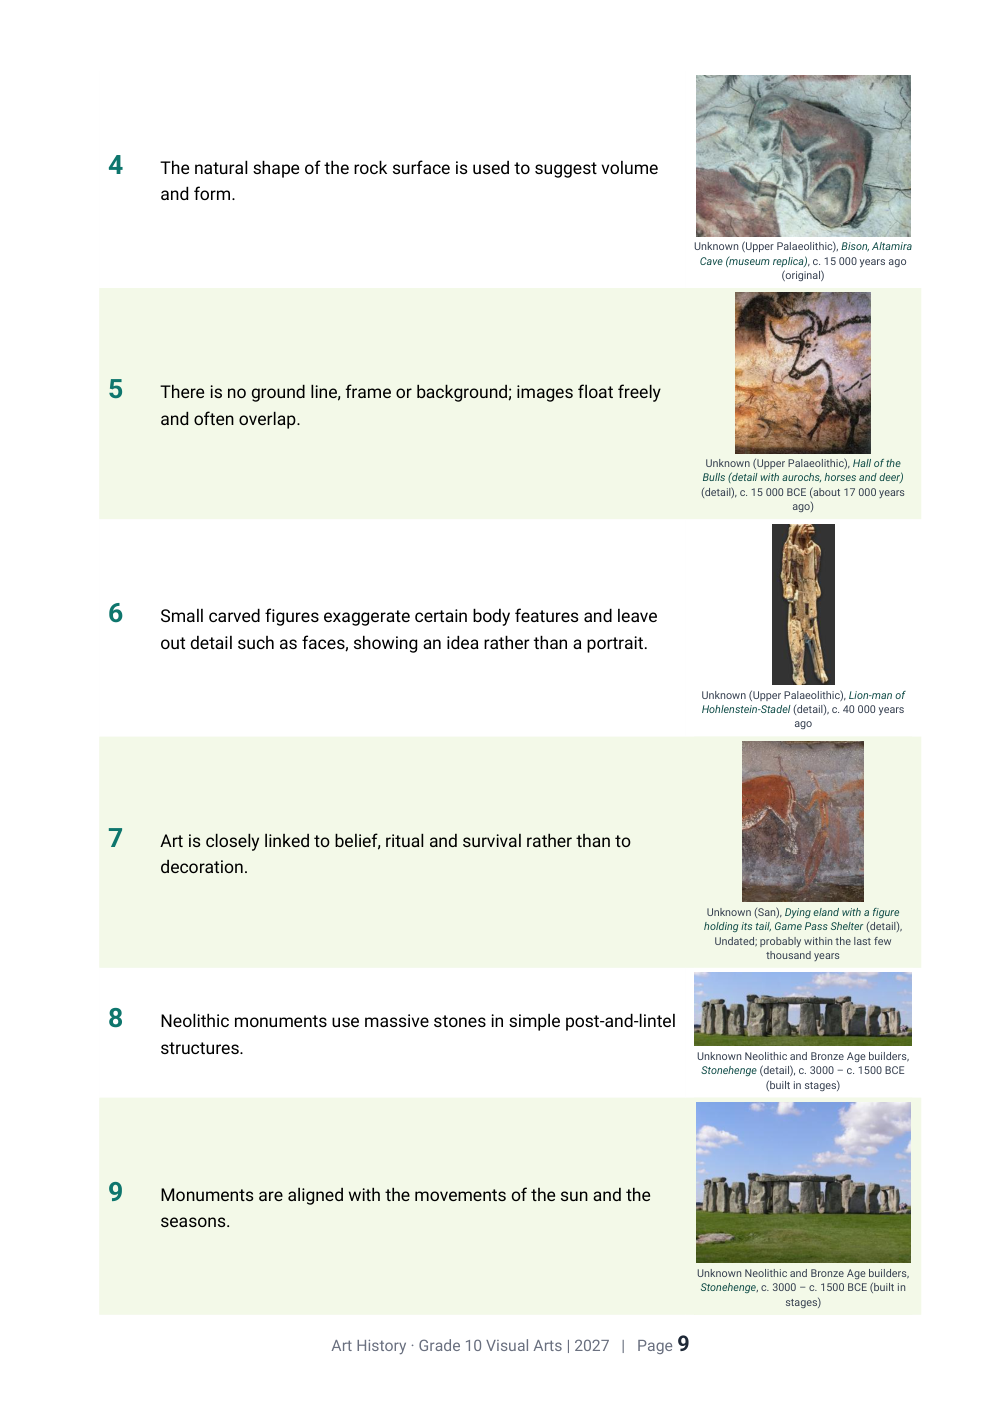 4
The natural shape of the rock surface is used to suggest volume
and form.
Unknown (Upper Palaeolithic), Bison, Altamira
Cave (museum replica), c. 15 000 years ago
(original)
5
There is no ground line, frame or background; images float freely
and often overlap.
Unknown (Upper Palaeolithic), Hall of the
Bulls (detail with aurochs, horses and deer)
(detail), c. 15 000 BCE (about 17 000 years
ago)
6
Small carved figures exaggerate certain body features and leave
out detail such as faces, showing an idea rather than a portrait.
Unknown (Upper Palaeolithic), Lion-man of
Hohlenstein-Stadel (detail), c. 40 000 years
ago
7
Art is closely linked to belief, ritual and survival rather than to
decoration.
Unknown (San), Dying eland with a figure
holding its tail, Game Pass Shelter (detail),
Undated; probably within the last few
thousand years
8
Neolithic monuments use massive stones in simple post-and-lintel
structures.
Unknown Neolithic and Bronze Age builders,
Stonehenge (detail), c. 3000 – c. 1500 BCE
(built in stages)
9
Monuments are aligned with the movements of the sun and the
seasons.
Unknown Neolithic and Bronze Age builders,
Stonehenge, c. 3000 – c. 1500 BCE (built in
stages)
Art History · Grade 10 Visual Arts | 2027 | Page 9